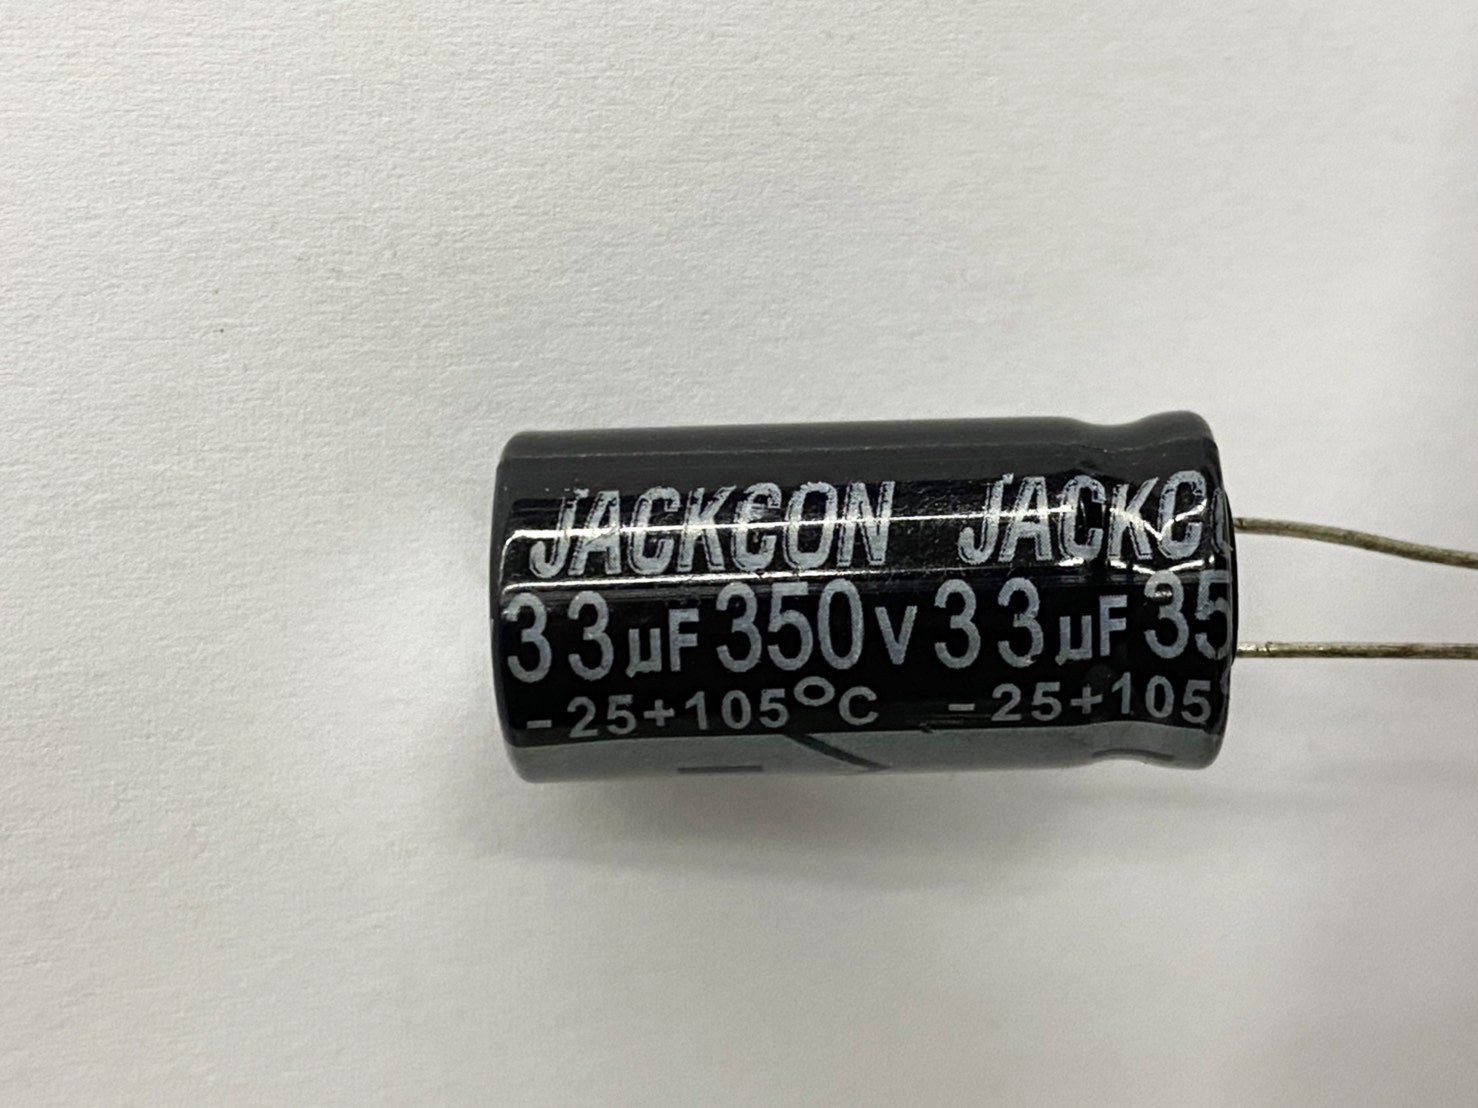 JACKCON JACKC
33µF 350V 33µF 35
-25+105°C -25+105